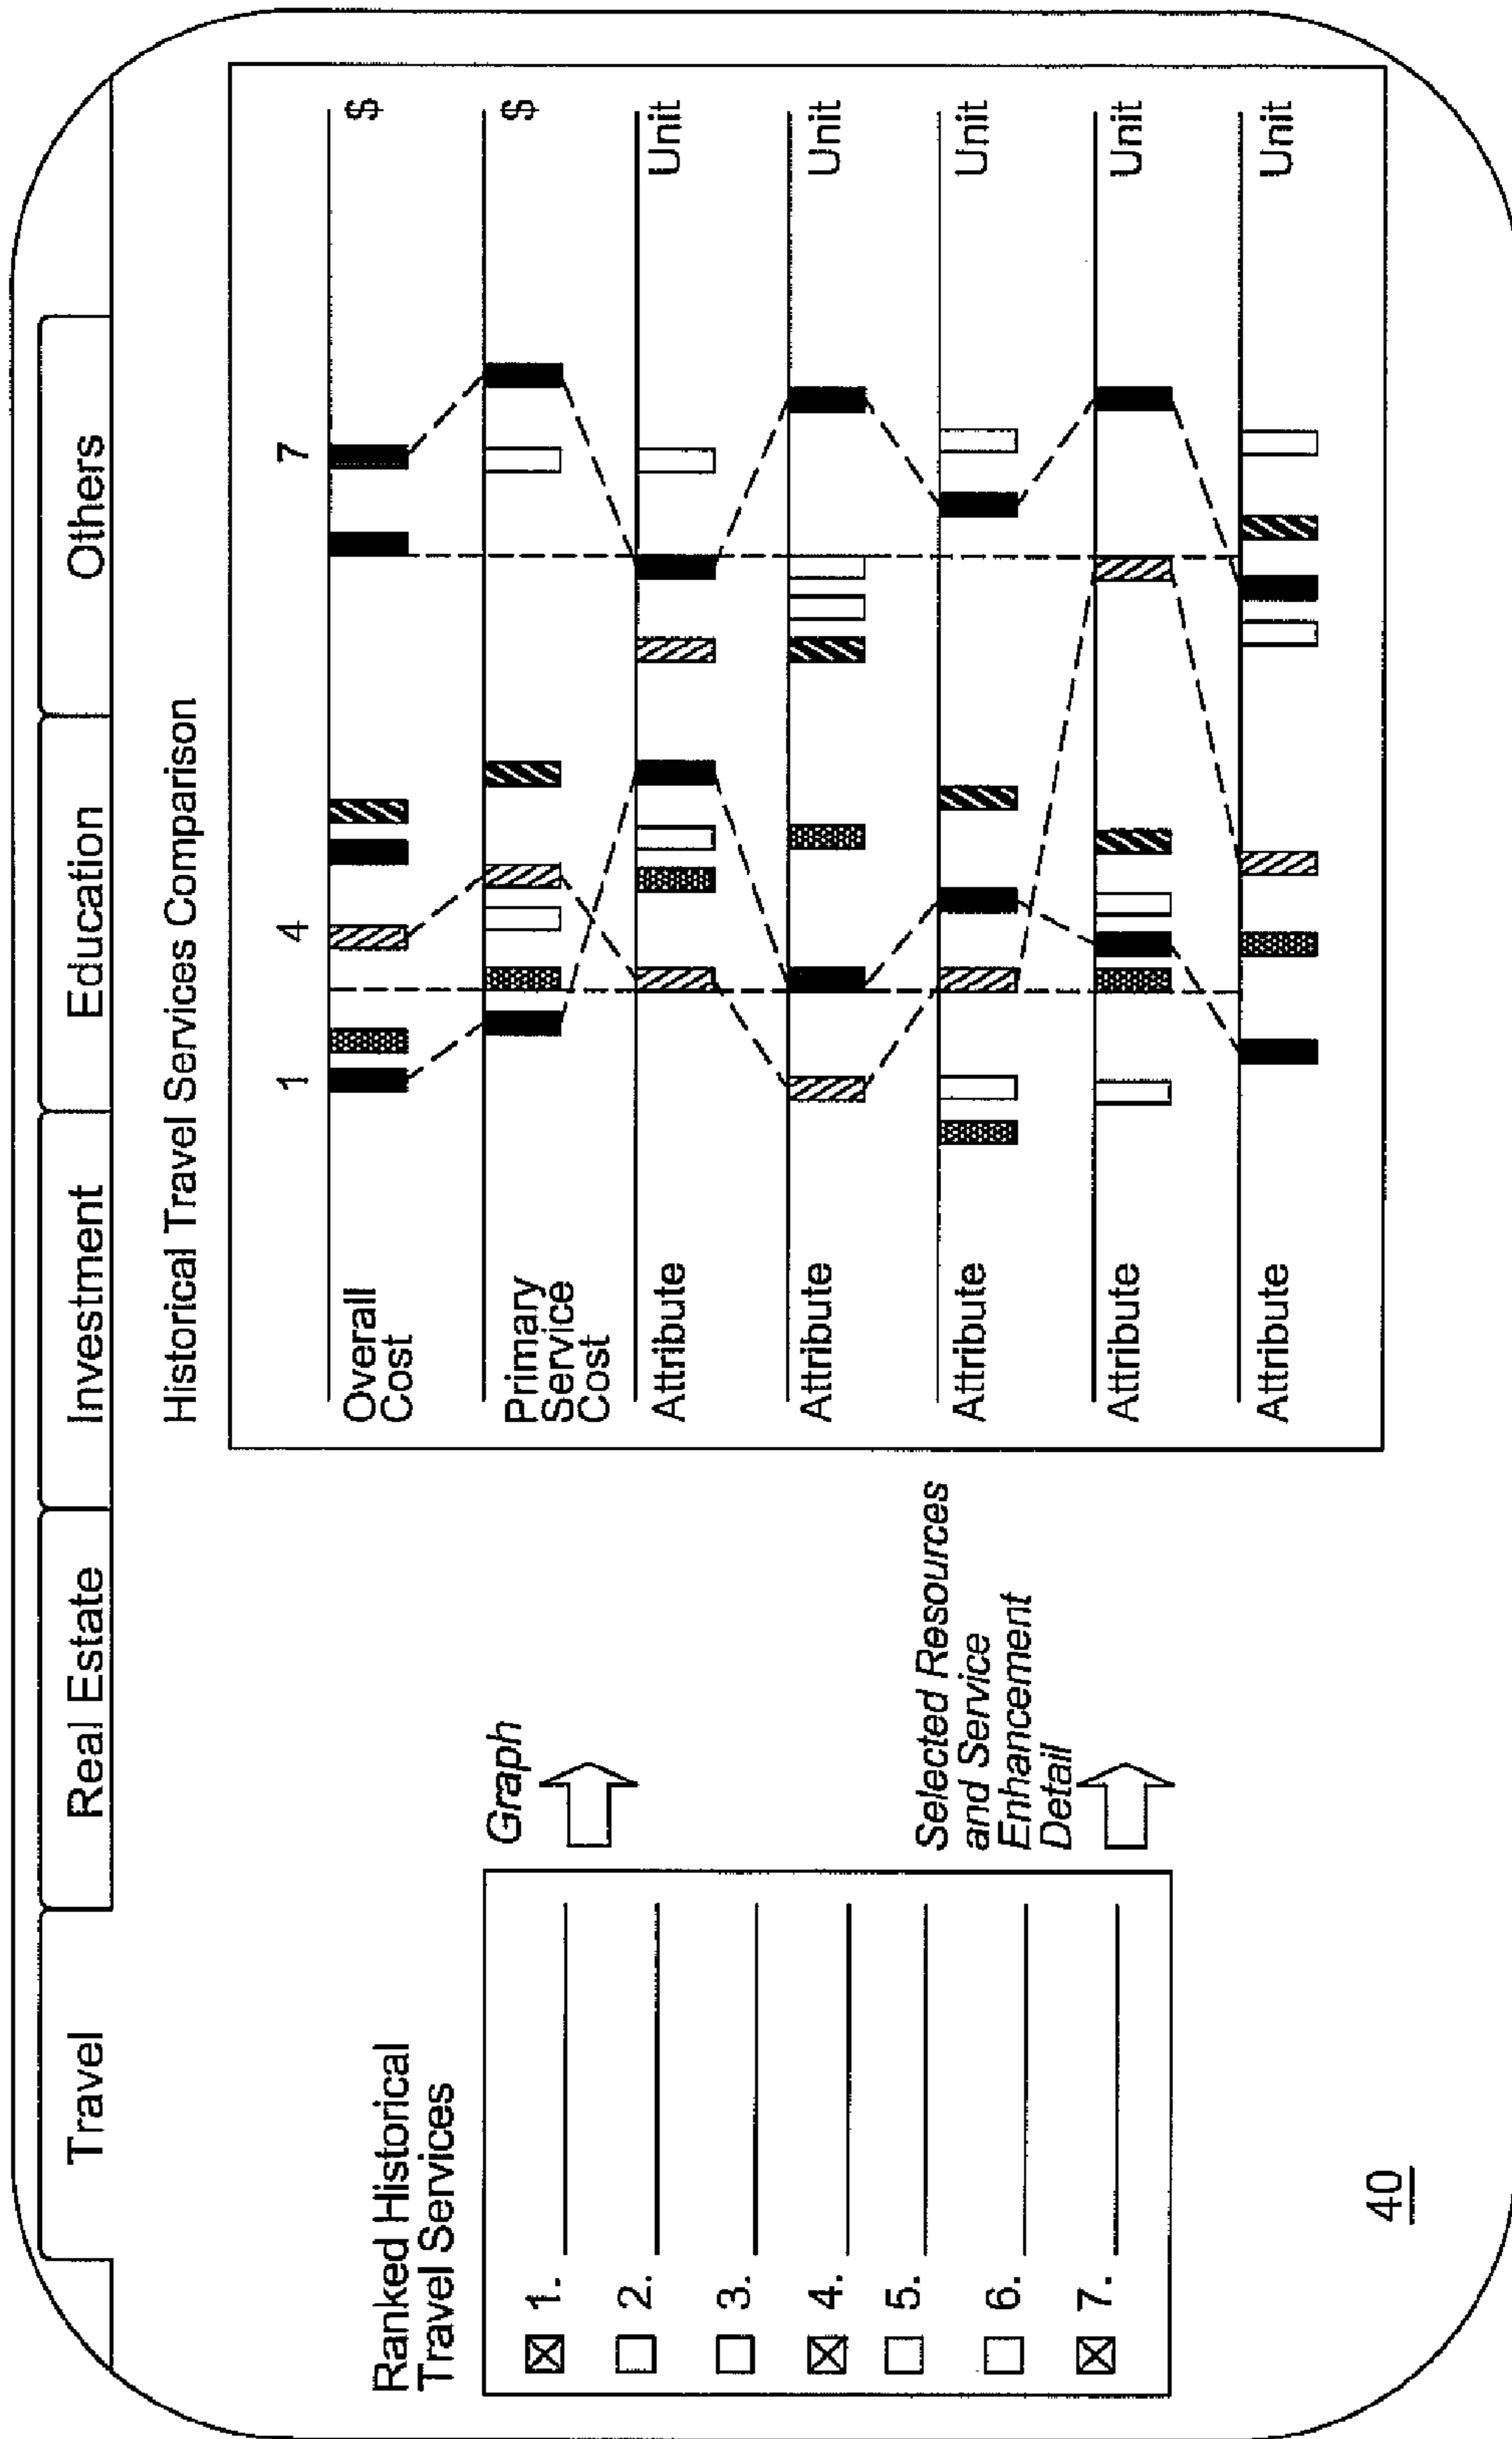 Travel
Real Estate
Investment
Education
Others
Ranked Historical
Travel Services
1.
2.
3.
4.
5.
6.
7.
Graph
Selected Resources
and Service
Enhancement
Detail
Historical Travel Services Comparison
1
4
7
Overall
Cost
$
Primary
Service
Cost
$
Attribute
Unit
Attribute
Unit
Attribute
Unit
Attribute
Unit
Attribute
Unit
40